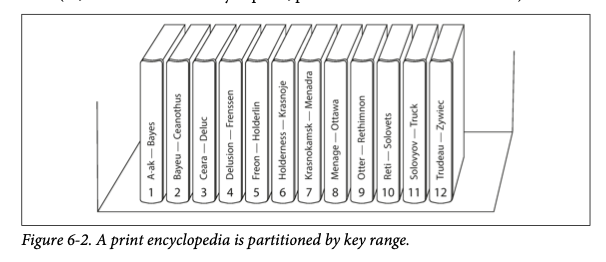 A-ak — Bayes
1
Bayeu — Ceanothus
2
Ceara — Deluc
3
Delusion — Frenssen
4
Freon — Holderlin
5
Holderness — Krasnoje
6
Krasnokamsk — Menadra
7
Menage — Ottawa
8
Otter — Rethimnon
9
Reti — Solovets
10
Solovyov — Truck
11
Trudeau — Zywiec
12
Figure 6-2. A print encyclopedia is partitioned by key range.